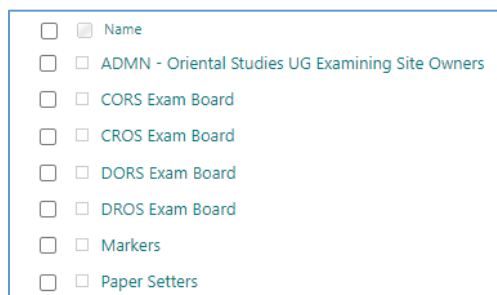 Name
ADMN - Oriental Studies UG Examining Site Owners
CORS Exam Board
CROS Exam Board
DORS Exam Board
DROS Exam Board
Markers
Paper Setters